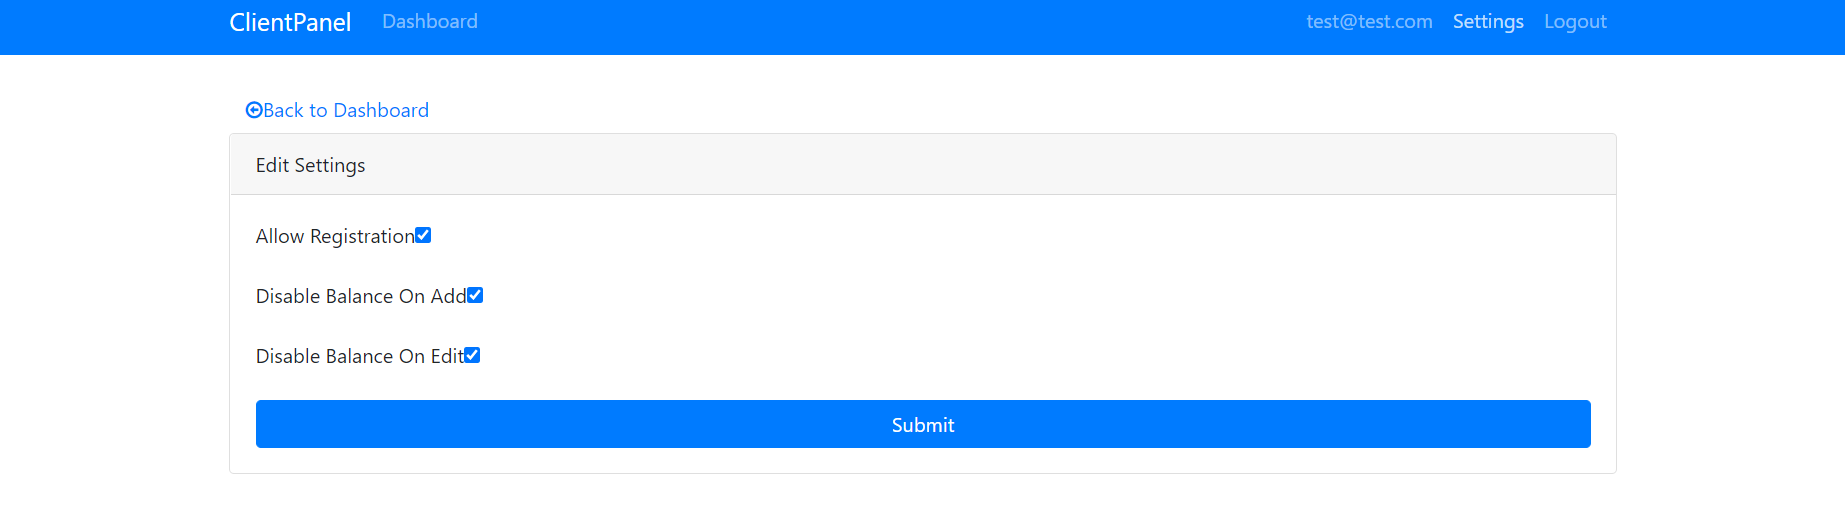 ClientPanel Dashboard test@test.com Settings Logout
Back to Dashboard
Edit Settings
Allow Registration
Disable Balance On Add
Disable Balance On Edit
Submit